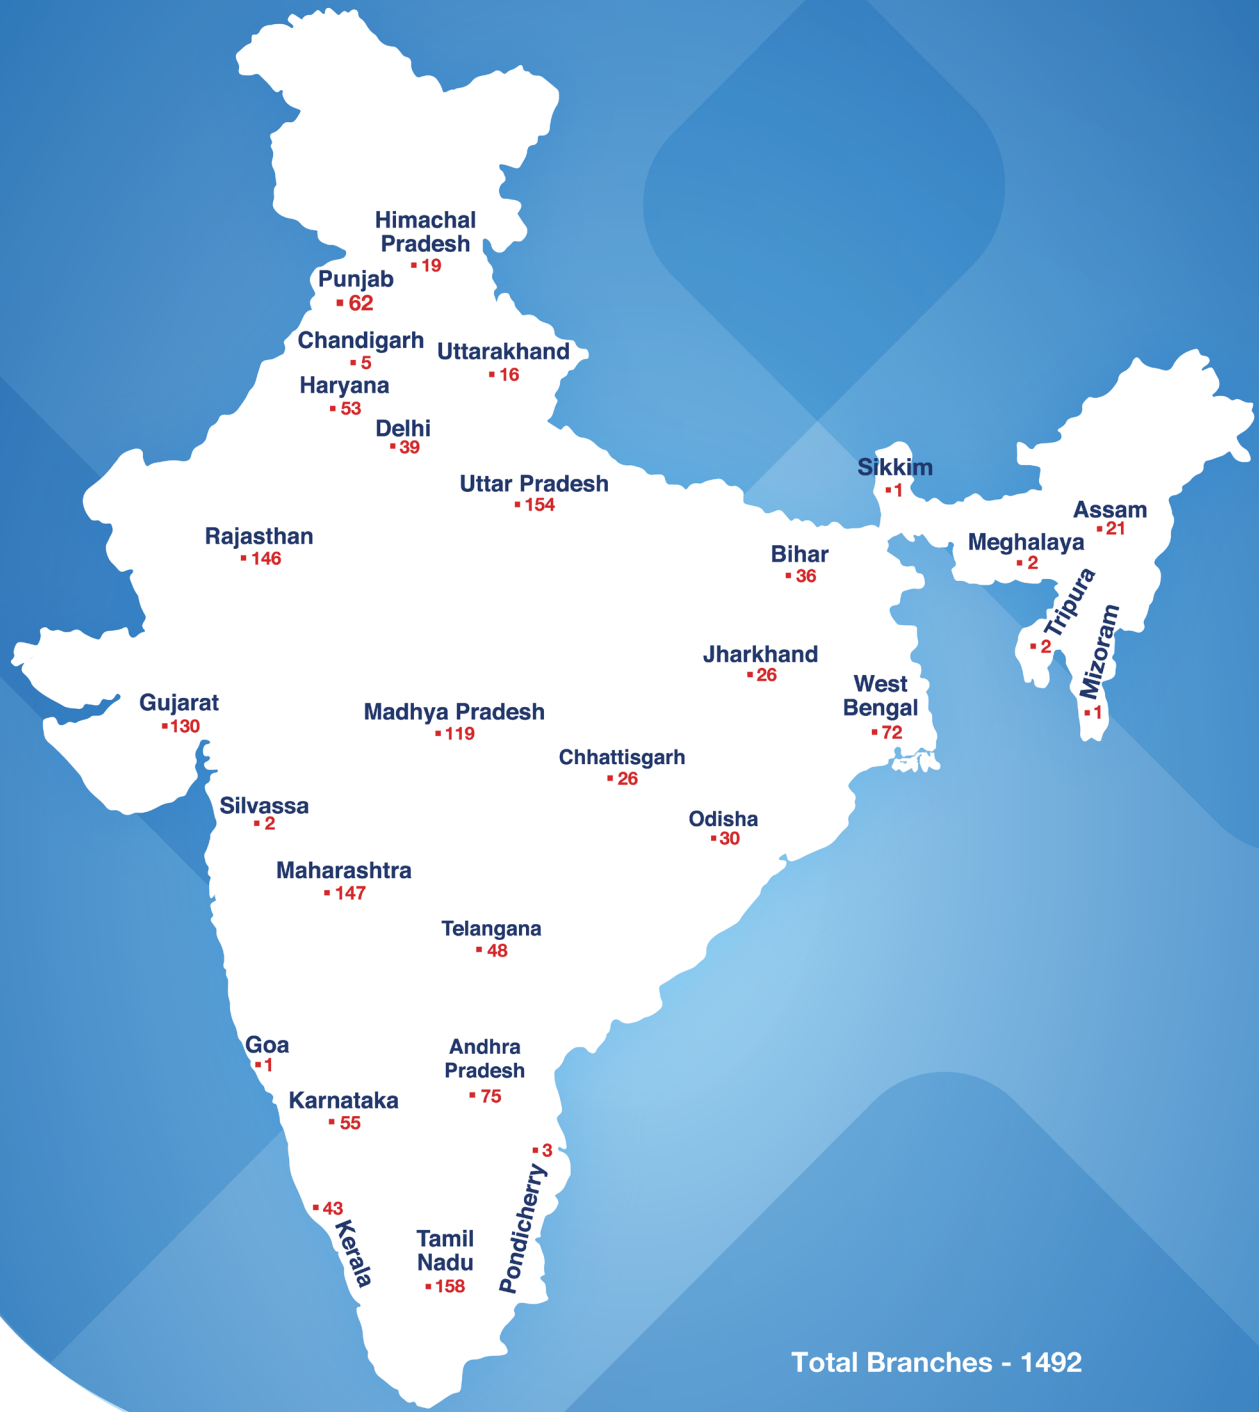 Himachal
Pradesh
19
Punjab
62
Chandigarh
5
Uttarakhand
16
Haryana
53
Delhi
39
Uttar Pradesh
154
Sikkim
1
Assam
21
Meghalaya
2
Rajasthan
146
Bihar
36
Tripura
2
Mizoram
1
Jharkhand
26
West
Bengal
72
Gujarat
130
Madhya Pradesh
119
Chhattisgarh
26
Silvassa
2
Odisha
30
Maharashtra
147
Telangana
48
Goa
1
Andhra
Pradesh
75
Karnataka
55
3
Pondicherry
43
Kerala
Tamil
Nadu
158
Total Branches - 1492